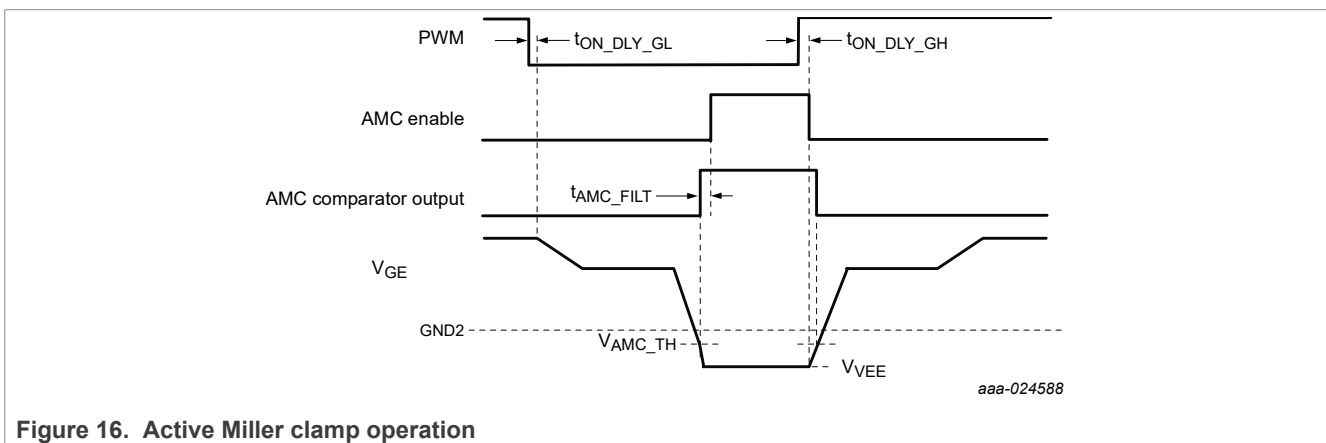 PWM
tON_DLY_GL
tON_DLY_GH
AMC enable
AMC comparator output
tAMC_FILT
VGE
GND2
VAMC_TH
VVEE
aaa-024588
Figure 16. Active Miller clamp operation